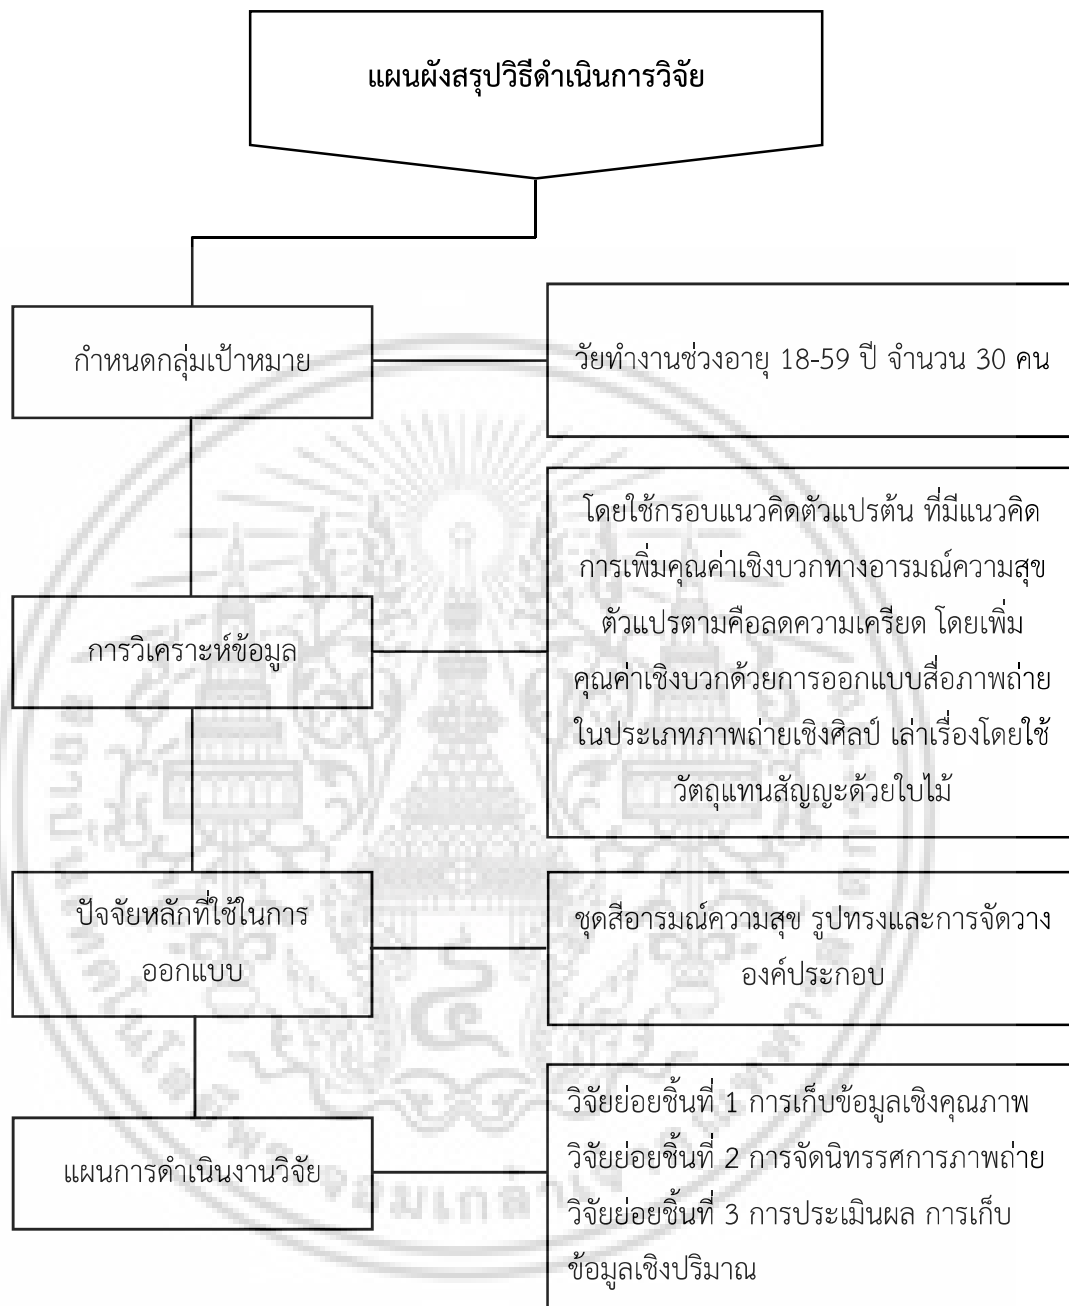 แผนผังสรุปวิธีดำเนินการวิจัย
กำหนดกลุ่มเป้าหมาย
วัยทำงานช่วงอายุ 18-59 ปี จำนวน 30 คน
การวิเคราะห์ข้อมูล
โดยใช้กรอบแนวคิดตัวแปรต้น ที่มีแนวคิด
การเพิ่มคุณค่าเชิงบวกทางอารมณ์ความสุข
ตัวแปรตามคือลดความเครียด โดยเพิ่ม
คุณค่าเชิงบวกด้วยการออกแบบสื่อภาพถ่าย
ในประเภทภาพถ่ายเชิงศิลป์ เล่าเรื่องโดยใช้
วัตถุแทนสัญญะด้วยใบไม้
ปัจจัยหลักที่ใช้ในการ
ออกแบบ
ชุดสีอารมณ์ความสุข รูปทรงและการจัดวาง
องค์ประกอบ
แผนการดำเนินงานวิจัย
วิจัยย่อยชิ้นที่ 1 การเก็บข้อมูลเชิงคุณภาพ
วิจัยย่อยชิ้นที่ 2 การจัดนิทรรศการภาพถ่าย
วิจัยย่อยชิ้นที่ 3 การประเมินผล การเก็บ
ข้อมูลเชิงปริมาณ